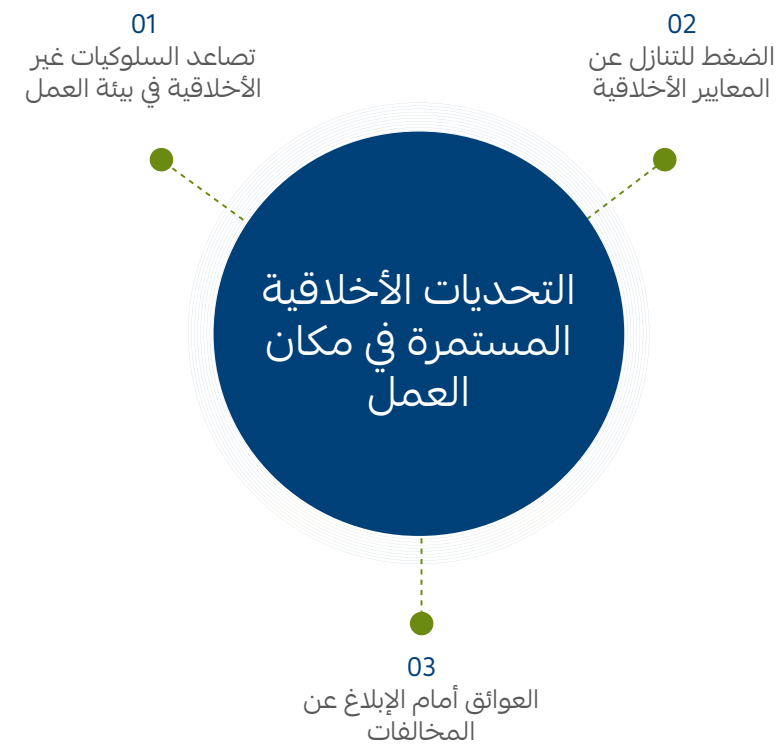 01
تصاعد السلوكيات غير
الأخلاقية في بيئة العمل
02
الضغط للتنازل عن
المعايير الأخلاقية
التحديات الأخلاقية
المستمرة في مكان
العمل
03
العوائق أمام الإبلاغ عن
المخالفات